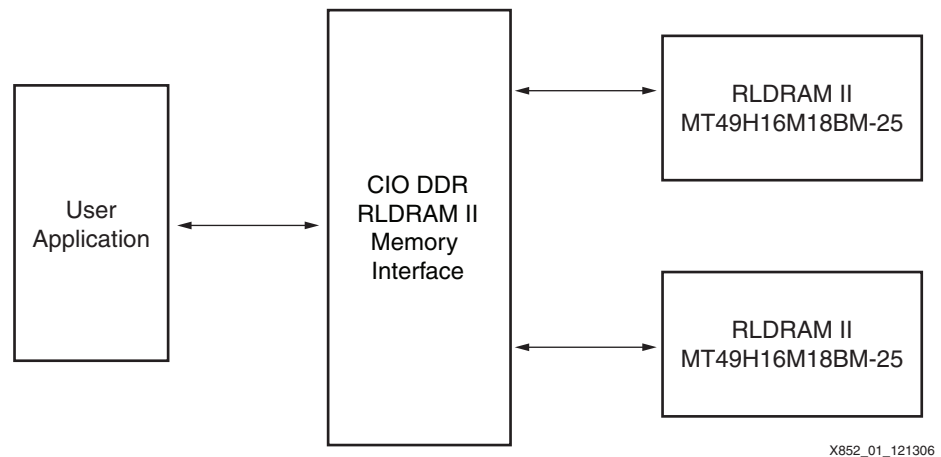 User
Application
CIO DDR
RLDRAM II
Memory
Interface
RLDRAM II
MT49H16M18BM-25
RLDRAM II
MT49H16M18BM-25
X852_01_121306